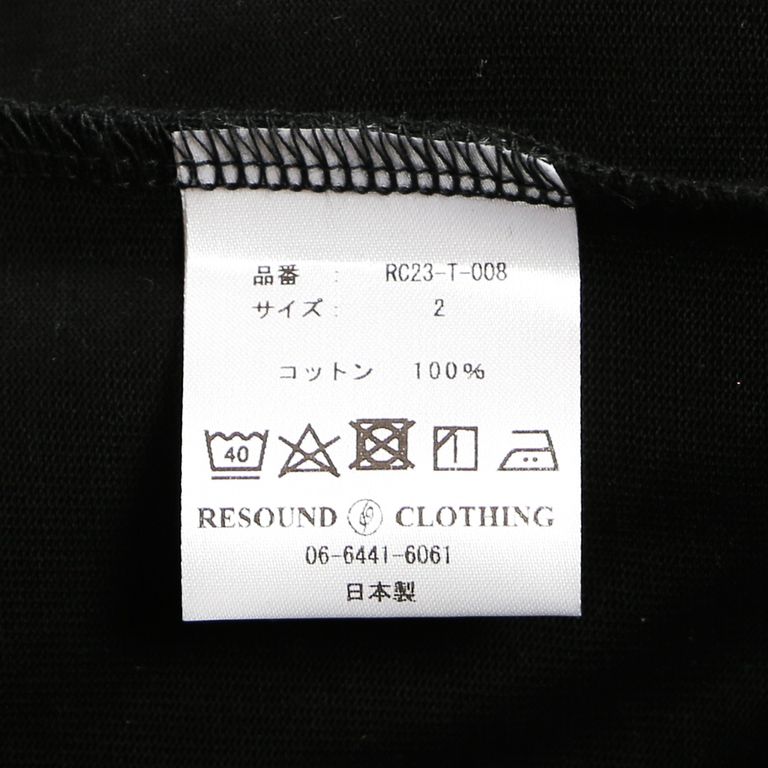 品番 : RC23-T-008
サイズ: 2
コットン 100%
40
RESOUND CLOTHING
06-6441-6061
日本製